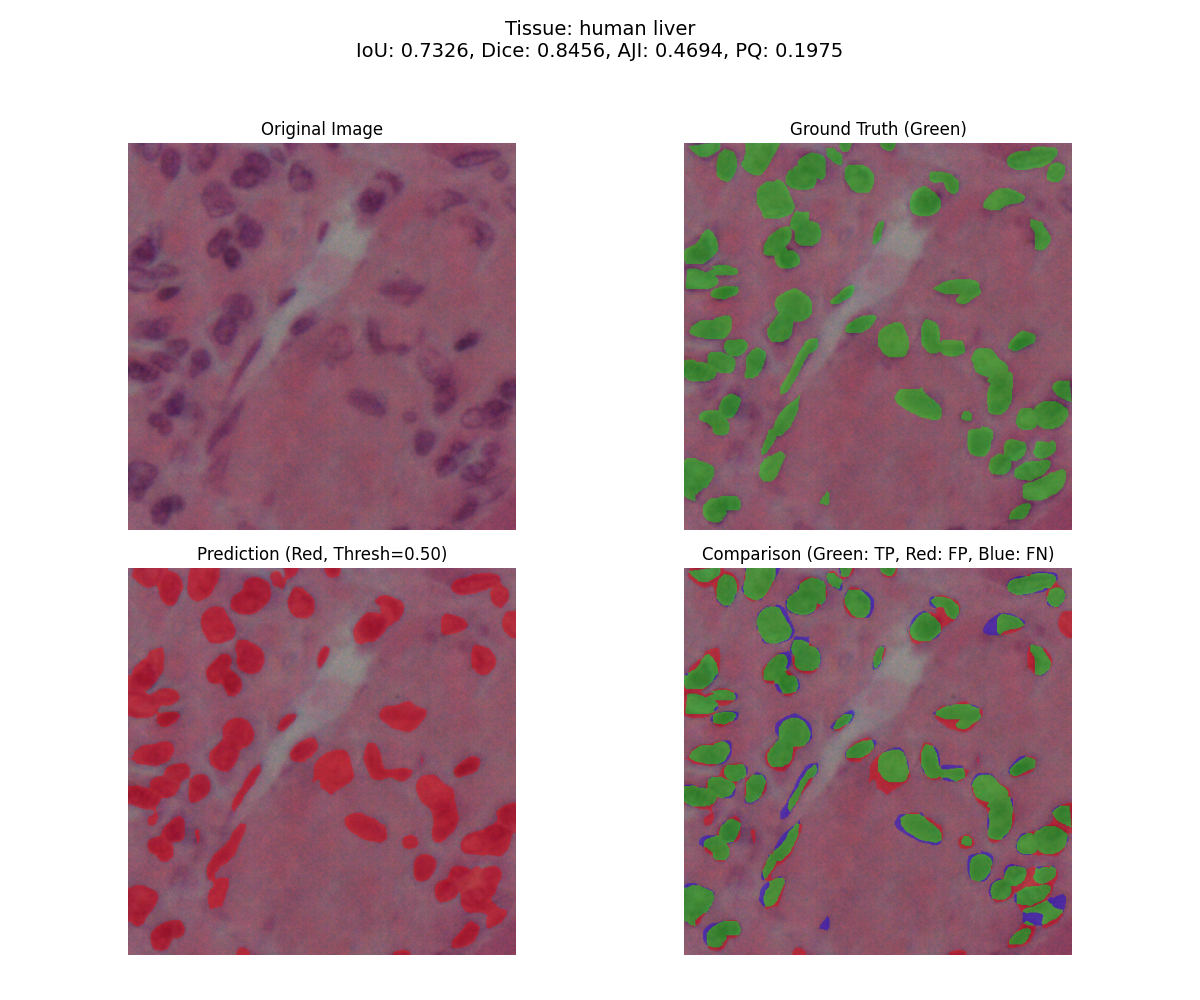 Tissue: human liver
IoU: 0.7326, Dice: 0.8456, AJI: 0.4694, PQ: 0.1975
Original Image
Ground Truth (Green)
Prediction (Red, Thresh=0.50)
Comparison (Green: TP, Red: FP, Blue: FN)